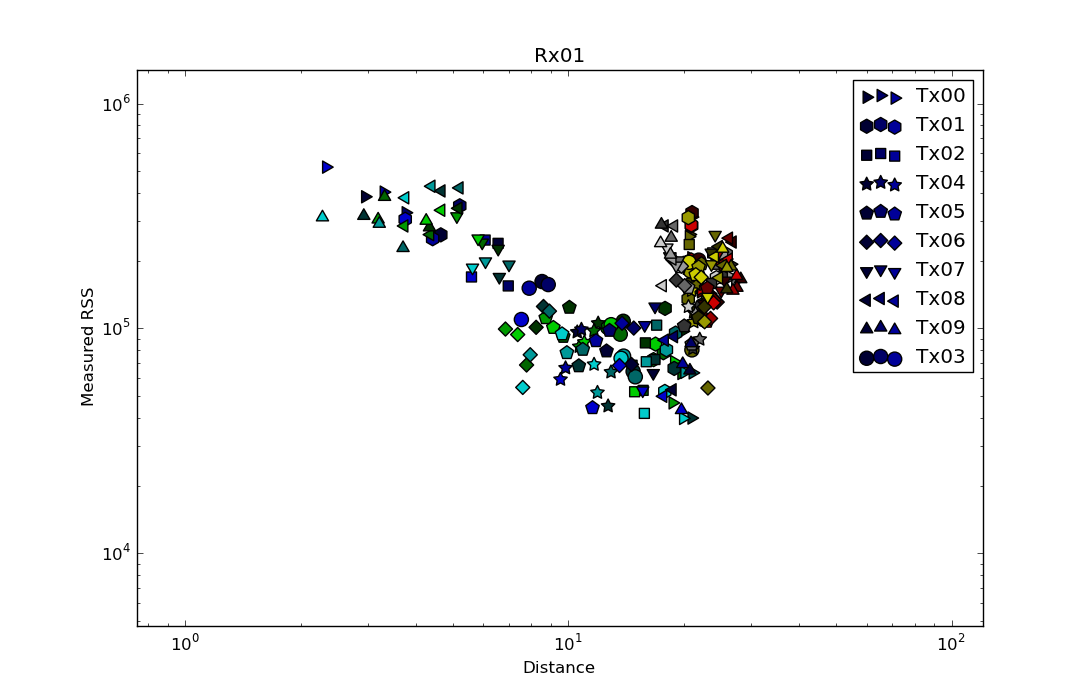 Rx01
10^6
10^5
10^4
Measured RSS
10^0
10^1
10^2
Distance
Tx00
Tx01
Tx02
Tx04
Tx05
Tx06
Tx07
Tx08
Tx09
Tx03